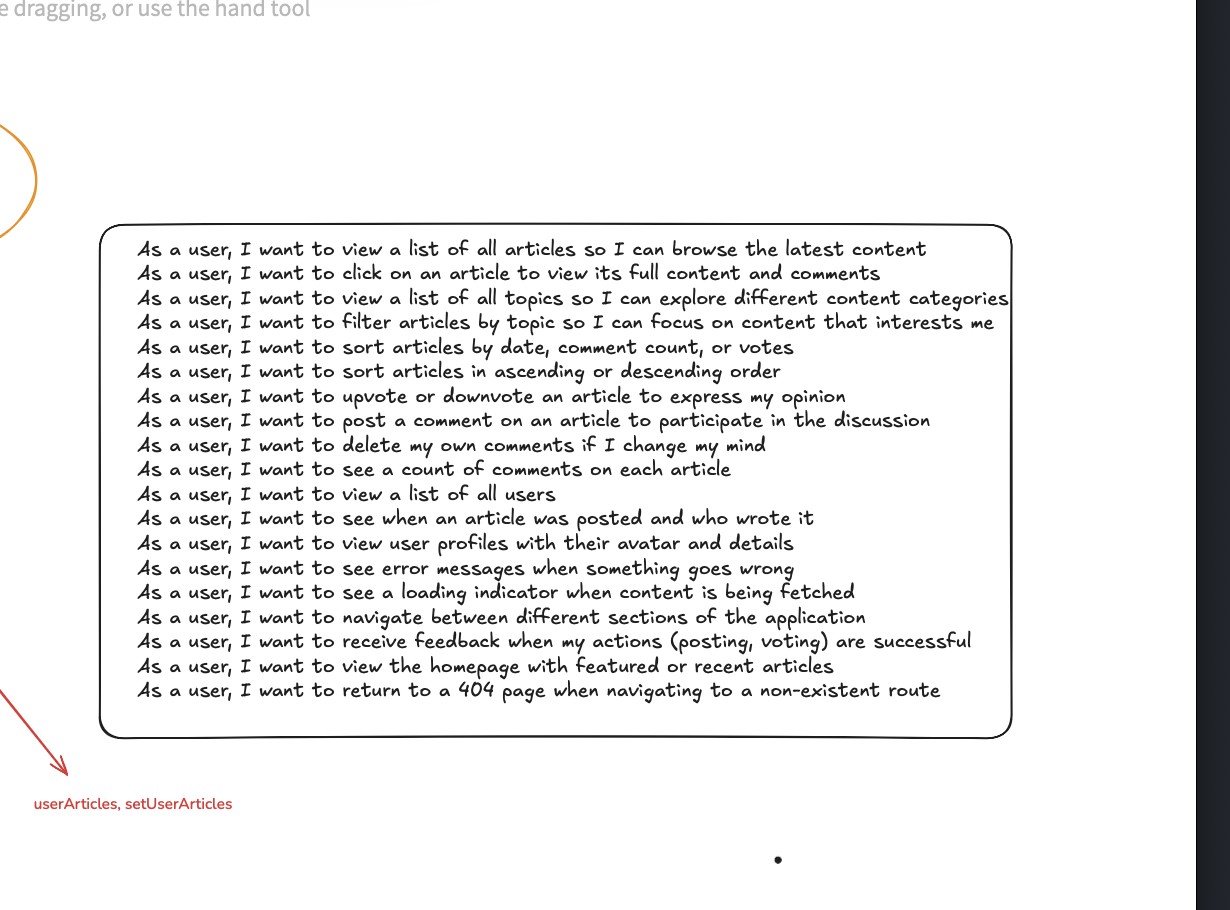 e dragging, or use the hand tool
As a user, I want to view a list of all articles so I can browse the latest content
As a user, I want to click on an article to view its full content and comments
As a user, I want to view a list of all topics so I can explore different content categories
As a user, I want to filter articles by topic so I can focus on content that interests me
As a user, I want to sort articles by date, comment count, or votes
As a user, I want to sort articles in ascending or descending order
As a user, I want to upvote or downvote an article to express my opinion
As a user, I want to post a comment on an article to participate in the discussion
As a user, I want to delete my own comments if I change my mind
As a user, I want to see a count of comments on each article
As a user, I want to view a list of all users
As a user, I want to see when an article was posted and who wrote it
As a user, I want to view user profiles with their avatar and details
As a user, I want to see error messages when something goes wrong
As a user, I want to see a loading indicator when content is being fetched
As a user, I want to navigate between different sections of the application
As a user, I want to receive feedback when my actions (posting, voting) are successful
As a user, I want to view the homepage with featured or recent articles
As a user, I want to return to a 404 page when navigating to a non-existent route
userArticles, setUserArticles